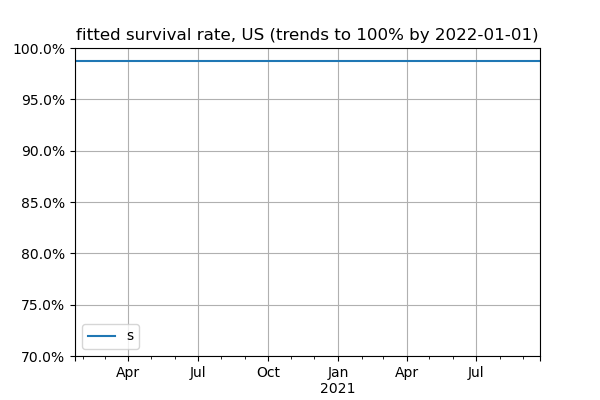 fitted survival rate, US (trends to 100% by 2022-01-01)
100.0%
95.0%
90.0%
85.0%
80.0%
75.0%
70.0%
s
Apr Jul Oct Jan Apr Jul
2021